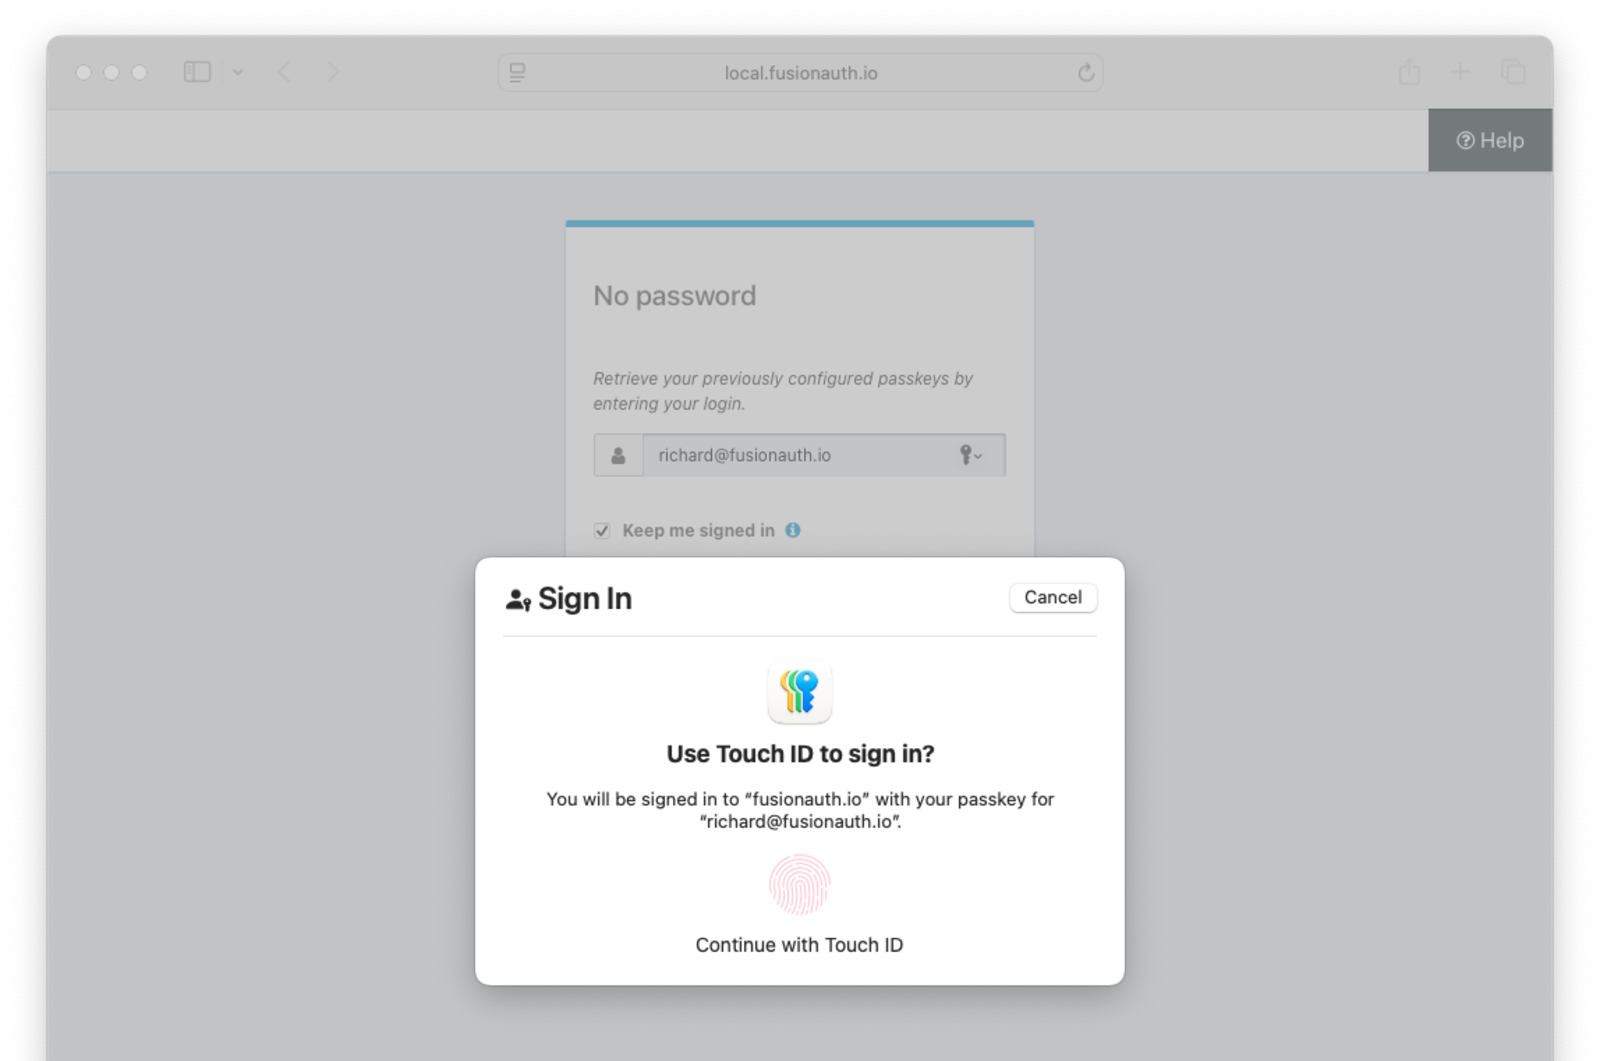 local.fusionauth.io
Help
No password
Retrieve your previously configured passkeys by
entering your login.
richard@fusionauth.io
Keep me signed in
Sign In
Cancel
Use Touch ID to sign in?
You will be signed in to “fusionauth.io” with your passkey for
“richard@fusionauth.io”.
Continue with Touch ID